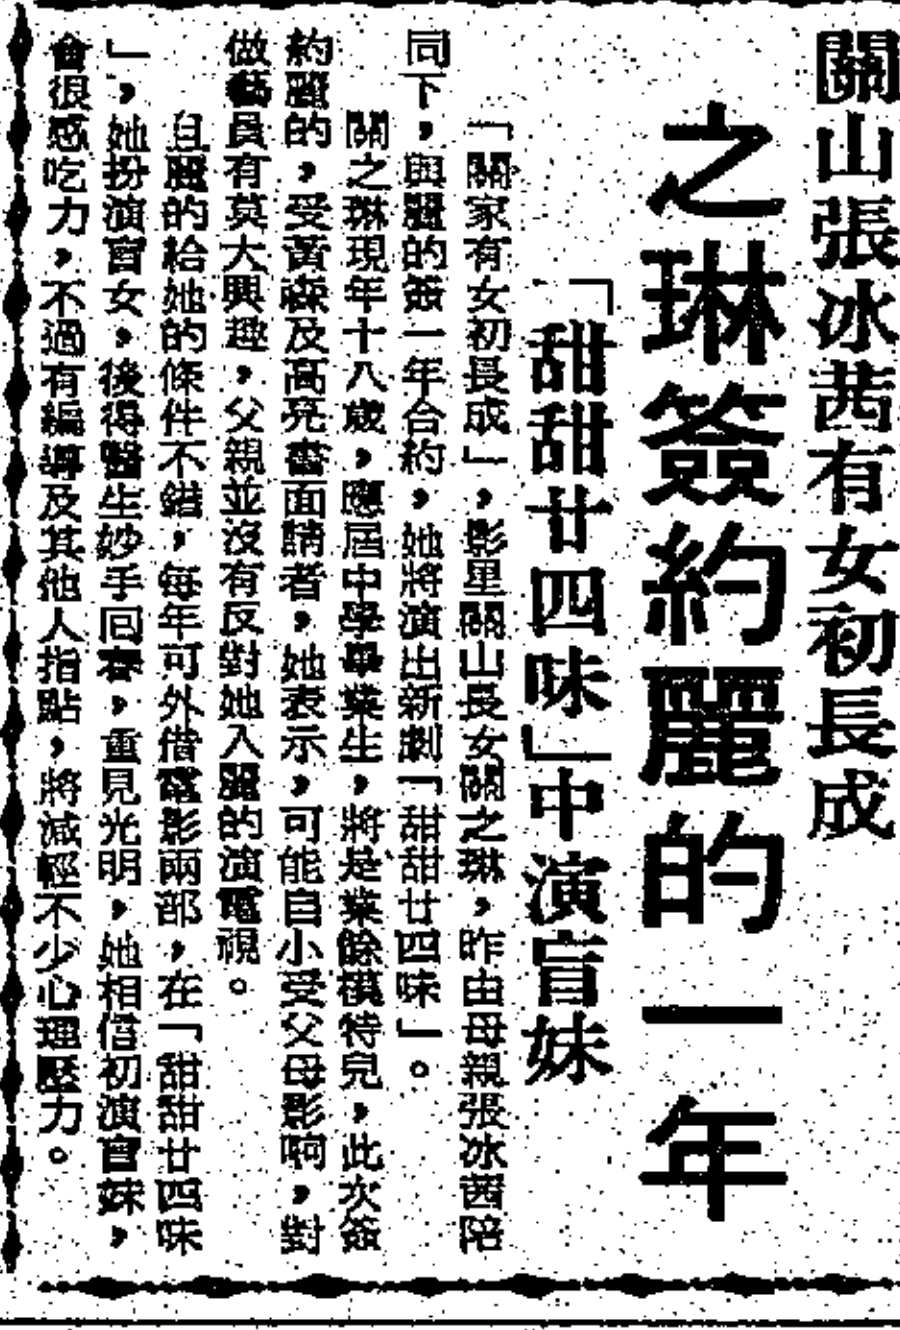 關山張冰茜有女初長成
之琳簽約麗的一年
「甜甜廿四味」中演盲妹
「關家有女初長成」，影星關山長女關之琳，昨由母親張冰茜陪
同下，與麗的簽一年合約，她將演出新劇「甜甜廿四味」。
關之琳現年十八歲，應屆中學畢業生，將是業餘模特兒，此次簽
約麗的，受黃森及高亮書面請者，她表示，可能自小受父母影响，對
做藝員有莫大興趣，父親並沒有反對她入麗的演電視。
且麗的給她的條件不錯，每年可外借電影兩部，在「甜甜廿四味
」，她扮演盲女，後得醫生妙手回春，重見光明，她相信初演盲妹，
會很感吃力，不過有編導及其他人指點，將減輕不少心理壓力。